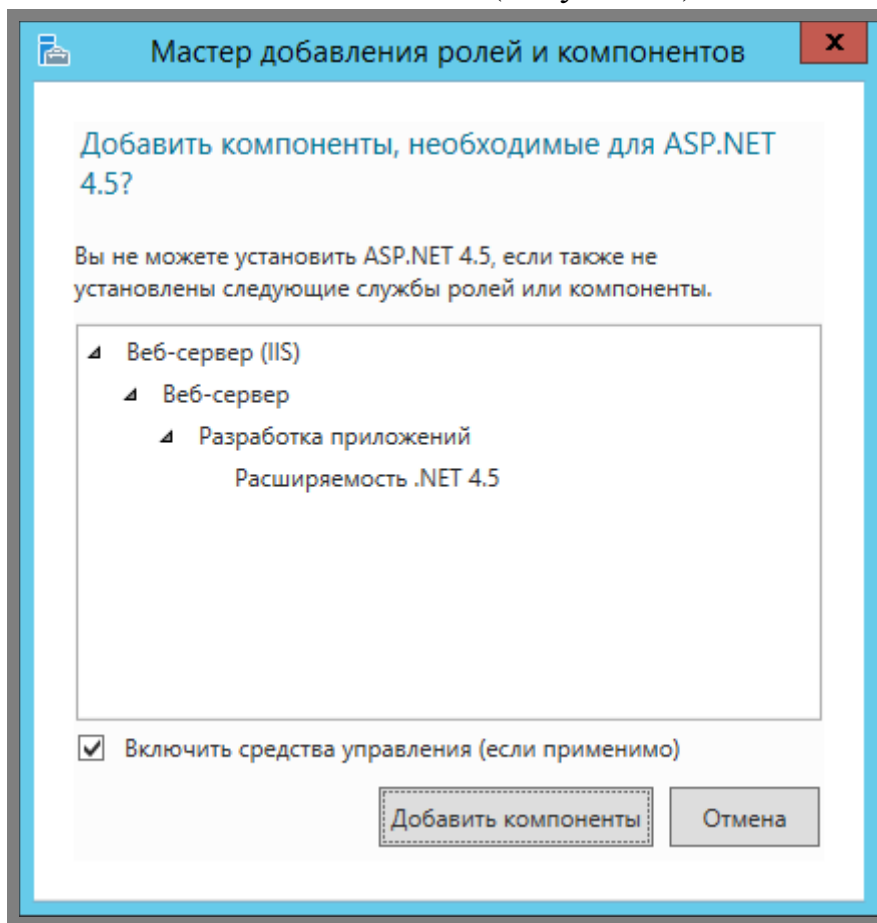 Мастер добавления ролей и компонентов
x
Добавить компоненты, необходимые для ASP.NET
4.5?
Вы не можете установить ASP.NET 4.5, если также не
установлены следующие службы ролей или компоненты.
Веб-сервер (IIS)
Веб-сервер
Разработка приложений
Расширяемость .NET 4.5
Включить средства управления (если применимо)
Добавить компоненты
Отмена